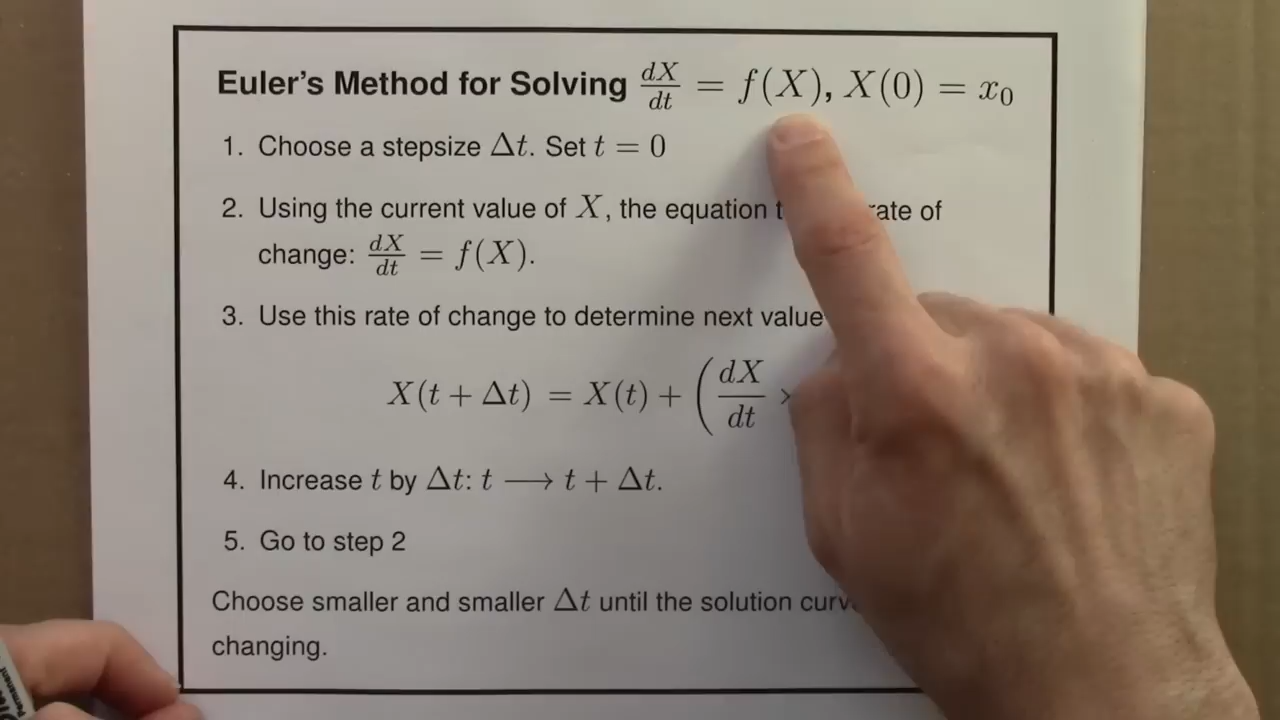 Euler's Method for Solving dX/dt = f(X), X(0) = x₀
1. Choose a stepsize Δt. Set t = 0
2. Using the current value of X, the equation rate of
change: dX/dt = f(X).
3. Use this rate of change to determine next value
X(t + Δt) = X(t) + (dX/dt ×
4. Increase t by Δt: t ⟶ t + Δt.
5. Go to step 2
Choose smaller and smaller Δt until the solution
changing.